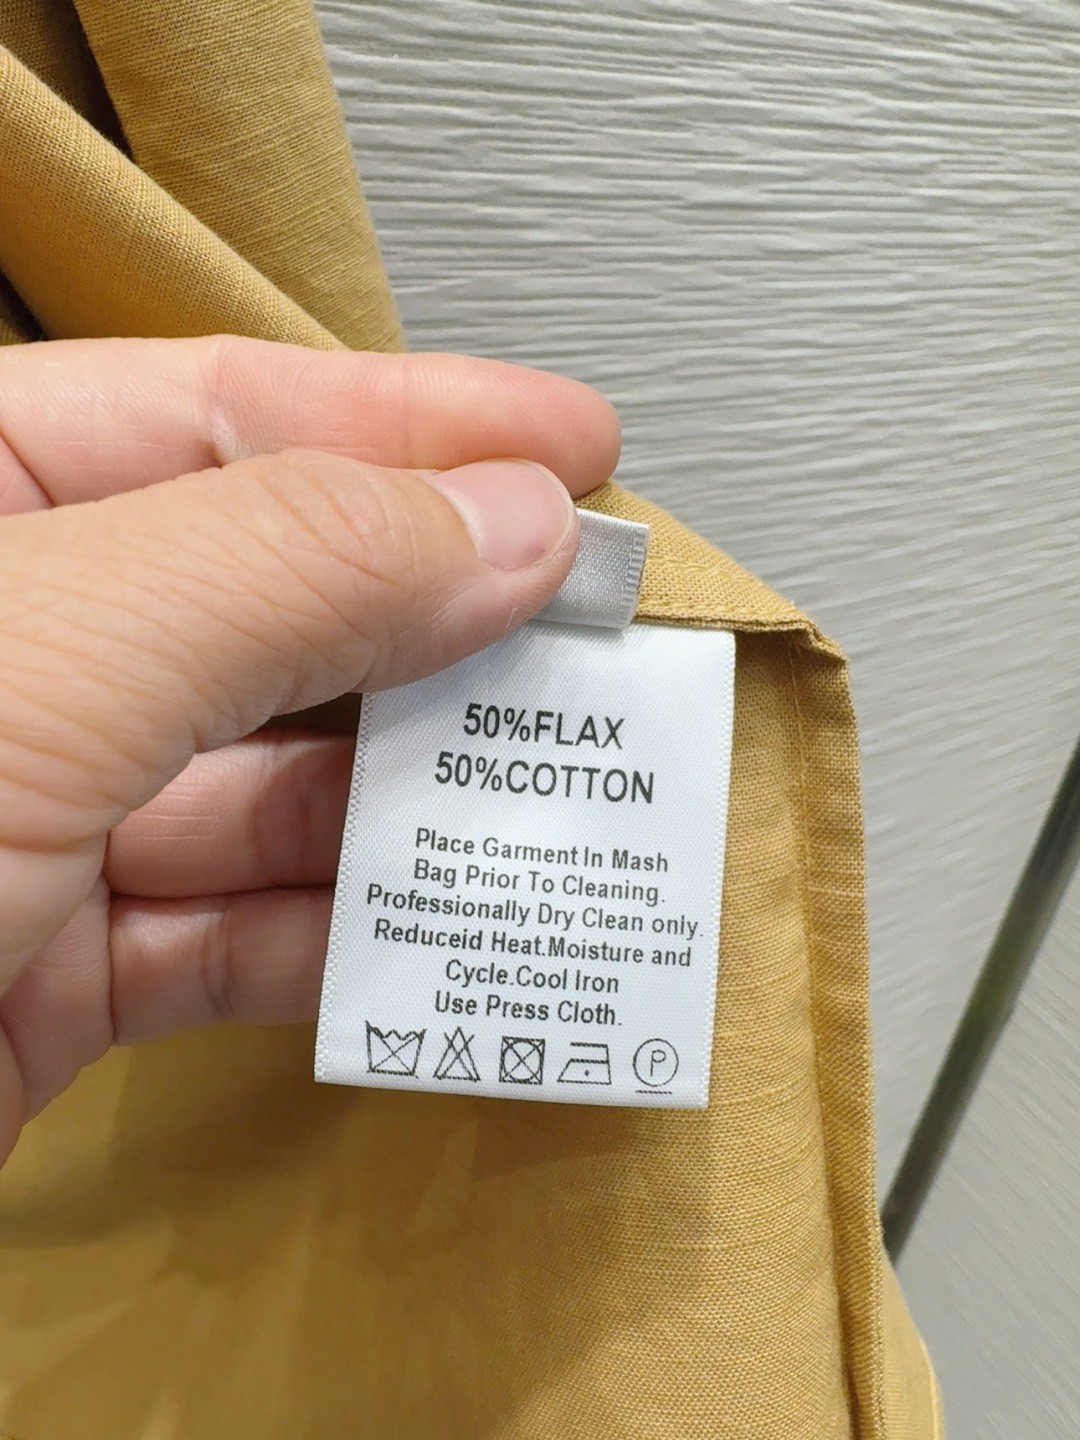 50%FLAX
50%COTTON
Place Garment In Mash
Bag Prior To Cleaning.
Professionally Dry Clean only.
Reduceid Heat.Moisture and
Cycle.Cool Iron
Use Press Cloth.
P